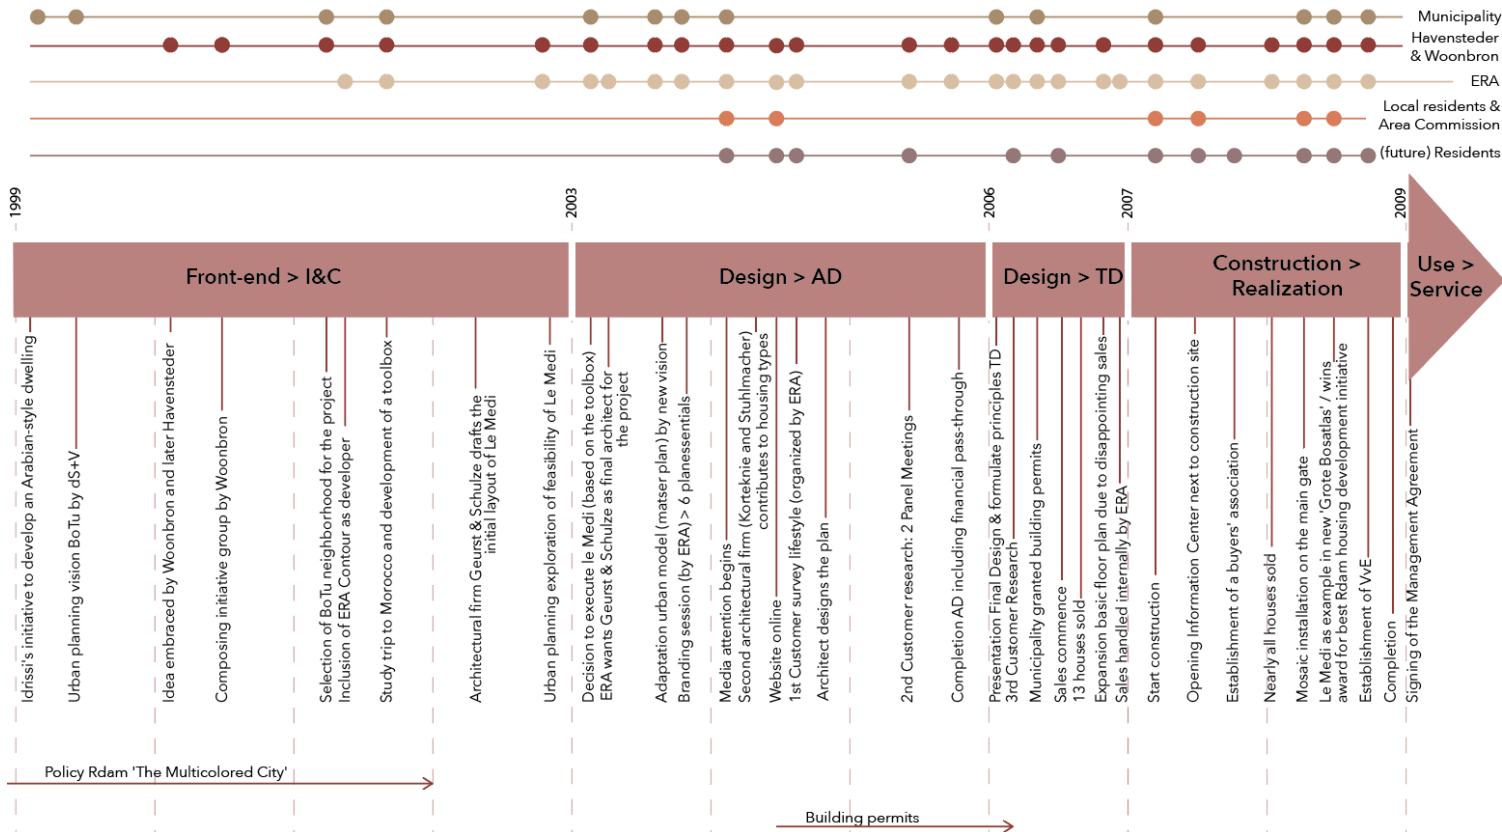 Municipality
Havensteder
& Woonbron
ERA
Local residents &
Area Commission
(future) Residents
1999
2003
2006
2007
2009
Front-end > I&C
Design > AD
Design > TD
Construction >
Realization
Use >
Service
Idrissi's initiative to develop an Arabian-style dwelling
Urban planning vision BoTu by dS+V
Idea embraced by Woonbron and later Havensteder
Composing initiative group by Woonbron
Selection of BoTu neighborhood for the project
Inclusion of ERA Contour as developer
Study trip to Morocco and development of a toolbox
Architectural firm Geurst & Schulze drafts the
initial layout of Le Medi
Urban planning exploration of feasibility of Le Medi
Decision to execute le Medi (based on the toolbox)
ERA wants Geurst & Schulze as final architect for
the project
Adaptation urban model (matser plan) by new vision
Branding session (by ERA) > 6 planessentials
Media attention begins
Second architectural firm (Korteknie and Stuhlmacher)
contributes to housing types
Website online
1st Customer survey lifestyle (organized by ERA)
Architect designs the plan
2nd Customer research: 2 Panel Meetings
Completion AD including financial pass-through
Presentation Final Design & formulate principles TD
3rd Customer Research
Municipality granted building permits
Sales commence
13 houses sold
Expansion basic floor plan due to disappointing sales
Sales handled internally by ERA
Start construction
Opening Information Center next to construction site
Establishment of a buyers' association
Nearly all houses sold
Mosaic installation on the main gate
Le Medi as example in new 'Grote Bosatlas' / wins
award for best Rdam housing development initiative
Establishment of VvE
Completion
Signing of the Management Agreement
Policy Rdam 'The Multicolored City'
Building permits